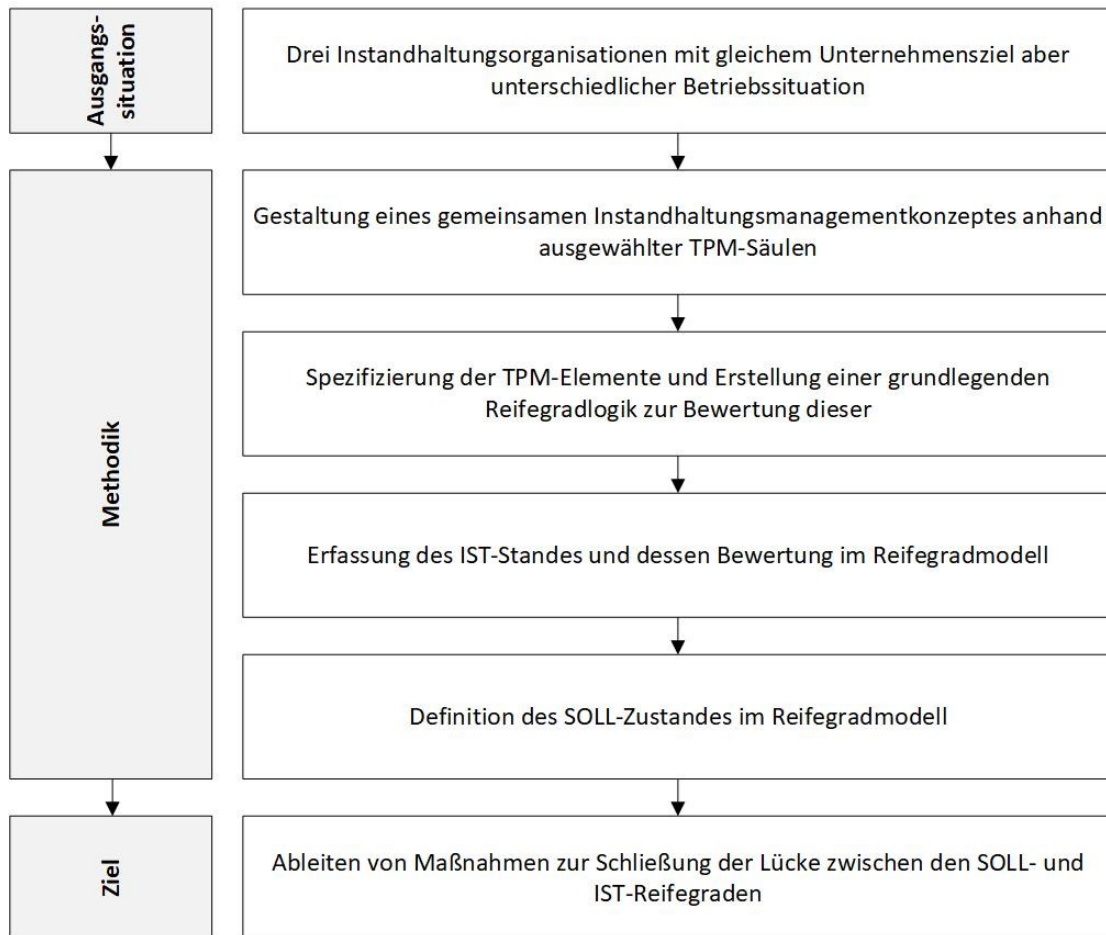 Ausgangs-
situation
Drei Instandhaltungsorganisationen mit gleichem Unternehmensziel aber
unterschiedlicher Betriebssituation
Methodik
Gestaltung eines gemeinsamen Instandhaltungsmanagementkonzeptes anhand
ausgewählter TPM-Säulen
Spezifizierung der TPM-Elemente und Erstellung einer grundlegenden
Reifegradlogik zur Bewertung dieser
Erfassung des IST-Standes und dessen Bewertung im Reifegradmodell
Definition des SOLL-Zustandes im Reifegradmodell
Ziel
Ableiten von Maßnahmen zur Schließung der Lücke zwischen den SOLL- und
IST-Reifegraden